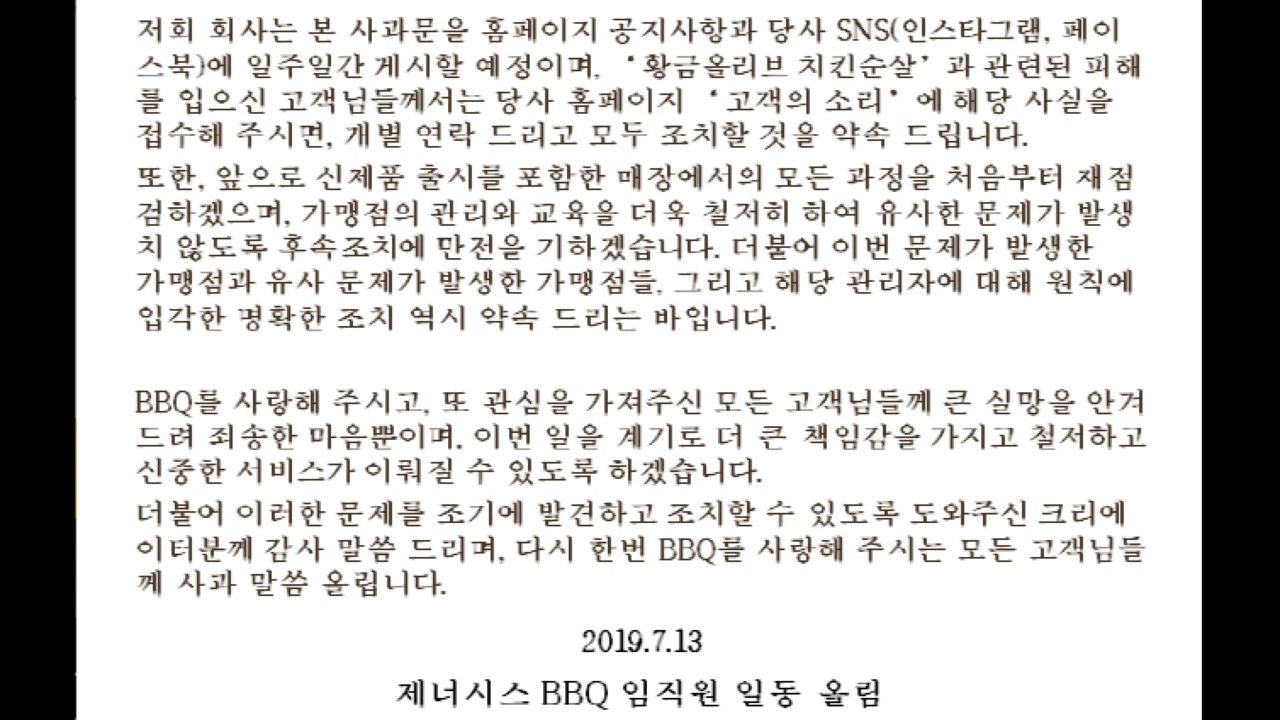 저희 회사는 본 사과문을 홈페이지 공지사항과 당사 SNS(인스타그램, 페이
스북)에 일주일간 게시할 예정이며, ‘황금올리브 치킨순살’과 관련된 피해
를 입으신 고객님들께서는 당사 홈페이지 ‘고객의 소리’에 해당 사실을
접수해 주시면, 개별 연락 드리고 모두 조치할 것을 약속 드립니다.
또한, 앞으로 신제품 출시를 포함한 매장에서의 모든 과정을 처음부터 재점
검하겠으며, 가맹점의 관리와 교육을 더욱 철저히 하여 유사한 문제가 발생
치 않도록 후속조치에 만전을 기하겠습니다. 더불어 이번 문제가 발생한
가맹점과 유사 문제가 발생한 가맹점들, 그리고 해당 관리자에 대해 원칙에
입각한 명확한 조치 역시 약속 드리는 바입니다.
BBQ를 사랑해 주시고, 또 관심을 가져주신 모든 고객님들께 큰 실망을 안겨
드려 죄송한 마음뿐이며, 이번 일을 계기로 더 큰 책임감을 가지고 철저하고
신중한 서비스가 이뤄질 수 있도록 하겠습니다.
더불어 이러한 문제를 조기에 발견하고 조치할 수 있도록 도와주신 크리에
이터분께 감사 말씀 드리며, 다시 한번 BBQ를 사랑해 주시는 모든 고객님들
께 사과 말씀 올립니다.
2019.7.13
제너시스 BBQ 임직원 일동 올림